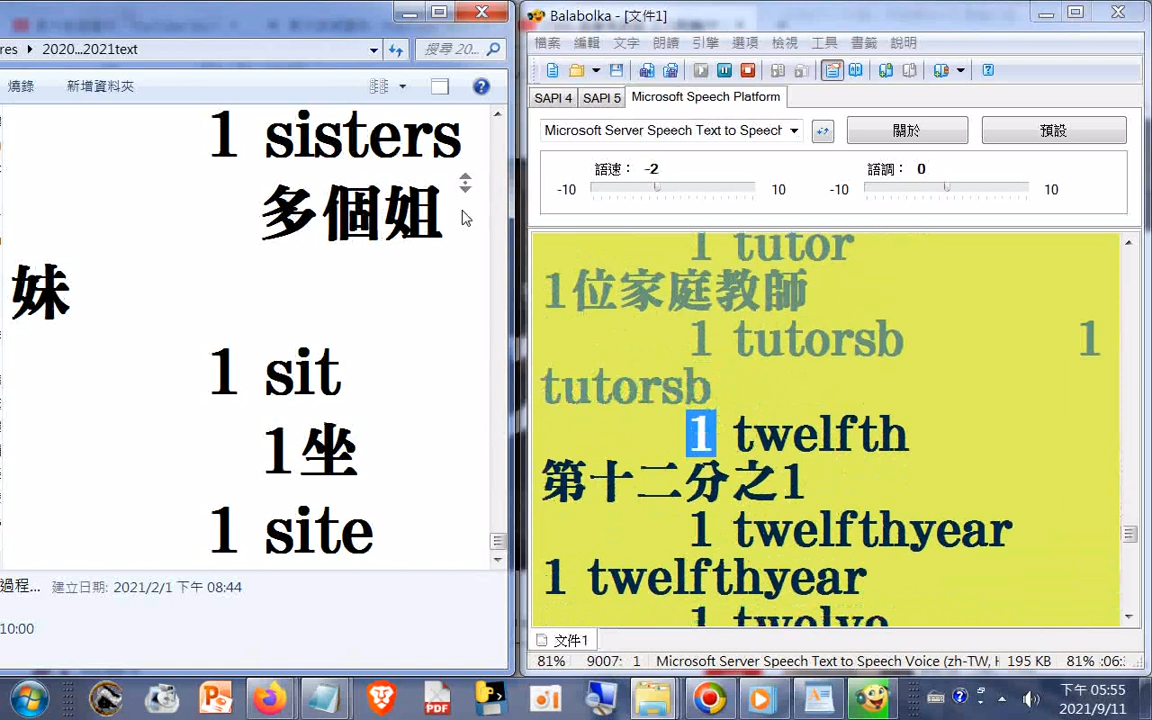 res ▸ 2020...2021text
搜尋 20...
燒錄 新增資料夾
1 sisters
多個姐
妹
1 sit
1坐
1 site
過程... 建立日期: 2021/2/1 下午 08:44
10:00
Balabolka - [文件1]
檔案 編輯 文字 朗讀 引擎 選項 檢視 工具 書籤 說明
SAPI 4 SAPI 5 Microsoft Speech Platform
Microsoft Server Speech Text to Speech
關於 預設
語速： -2 語調： 0
-10 10 -10 10
1 tutor
1位家庭教師
1 tutorsb 1
tutorsb
1 twelfth
第十二分之1
1 twelfthyear
1 twelfthyear
1 twelve
文件1
81% 9007: 1 Microsoft Server Speech Text to Speech Voice (zh-TW, H 195 KB 81% :06:
PDF
下午 05:55
2021/9/11